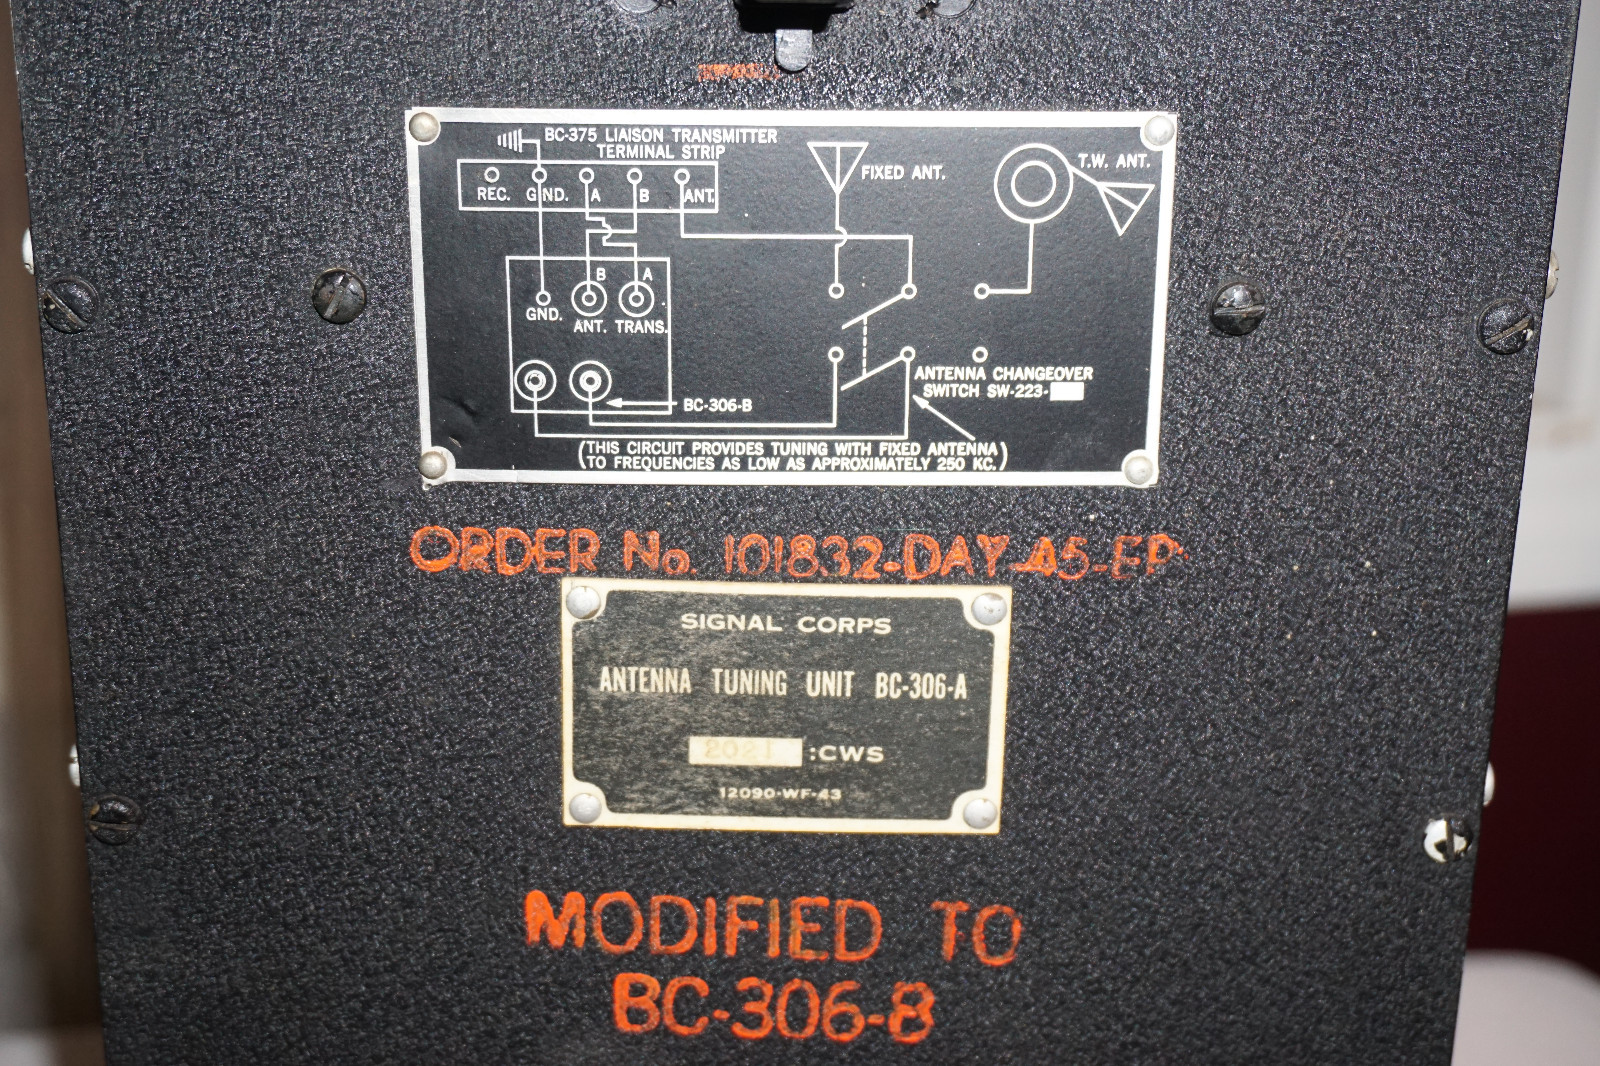 BC-375 LIAISON TRANSMITTER
TERMINAL STRIP
REC. GND. A B ANT.
FIXED ANT.
T.W. ANT.
B A
GND.
ANT. TRANS.
BC-306-B
ANTENNA CHANGEOVER
SWITCH SW-223-
(THIS CIRCUIT PROVIDES TUNING WITH FIXED ANTENNA
TO FREQUENCIES AS LOW AS APPROXIMATELY 250 KC.)
ORDER No. 101832-DAY-45-EP
SIGNAL CORPS
ANTENNA TUNING UNIT BC-306-A
2021 :CWS
12090-WF-43
MODIFIED TO
BC-306-B